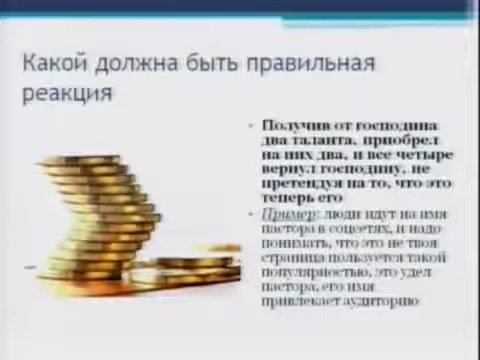 Какой должна быть правильная
реакция
Получив от господина
два таланта, приобрел
на них два, и все четыре
вернул господину, не
претендуя на то, что это
теперь его
Пример: люди идут на имя
пастора в соцсетях, и надо
понимать, что это не твоя
страница пользуется такой
популярностью, это удел
пастора, его имя
привлекает аудиторию